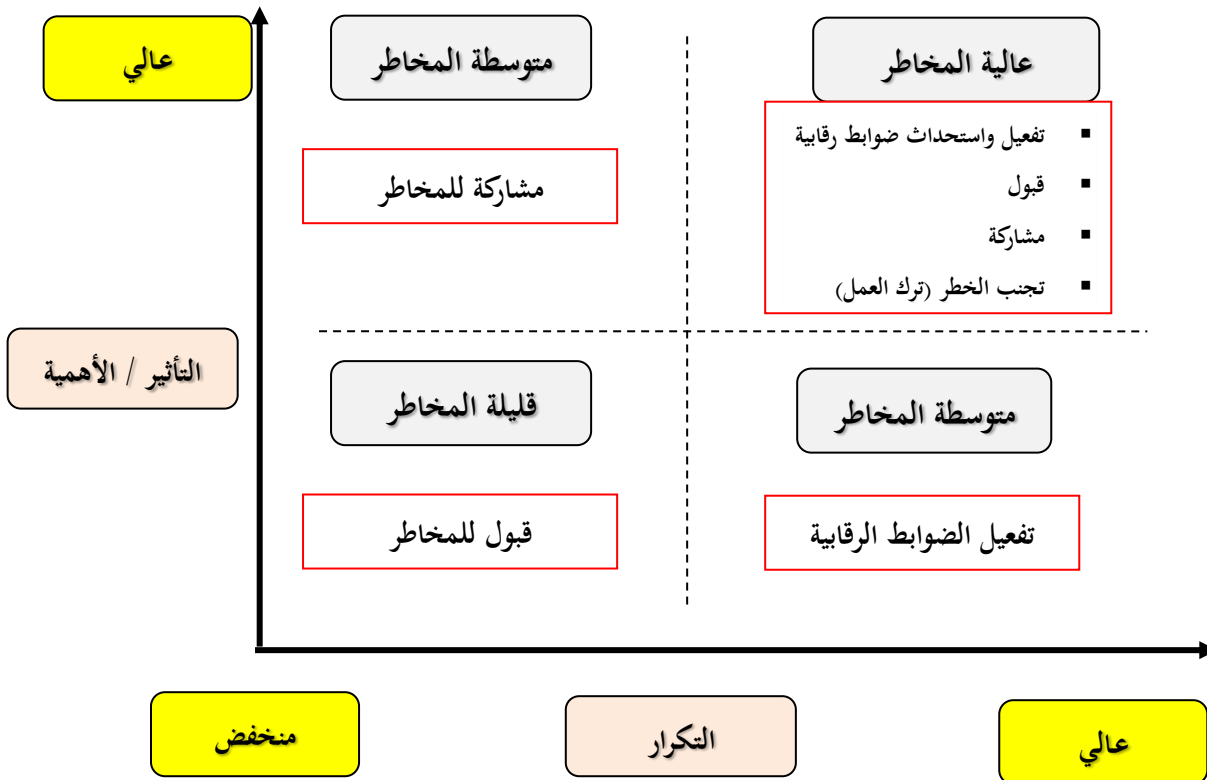 عالية المخاطر
متوسطة المخاطر
عالي
▪ تفعيل واستحداث ضوابط رقابية
▪ قبول
▪ مشاركة
▪ تجنب الخطر (ترك العمل)
مشاركة للمخاطر
التأثير / الأهمية
متوسطة المخاطر
قليلة المخاطر
تفعيل الضوابط الرقابية
قبول للمخاطر
عالي
التكرار
منخفض